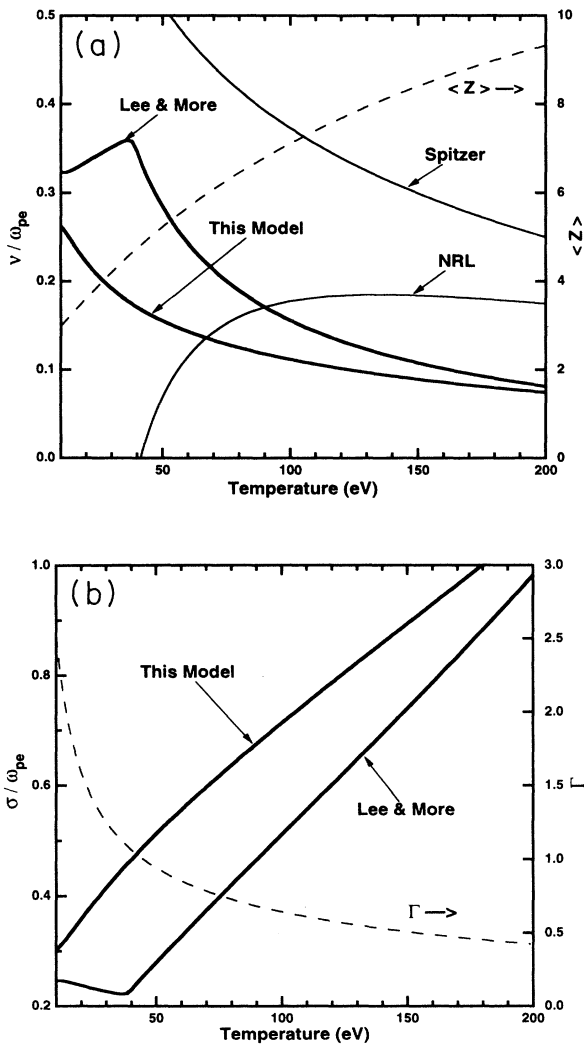 (a)
0.5
0.4
0.3
0.2
0.1
0.0
ν / ωpe
Lee & More
This Model
Spitzer
NRL
< Z > —>
10
8
6
4
2
0
< Z >
50
100
150
200
Temperature (eV)
(b)
1.0
0.8
0.6
0.4
0.2
σ / ωpe
This Model
Lee & More
Γ —>
3.0
2.5
2.0
1.5
1.0
0.5
0.0
Γ
50
100
150
200
Temperature (eV)